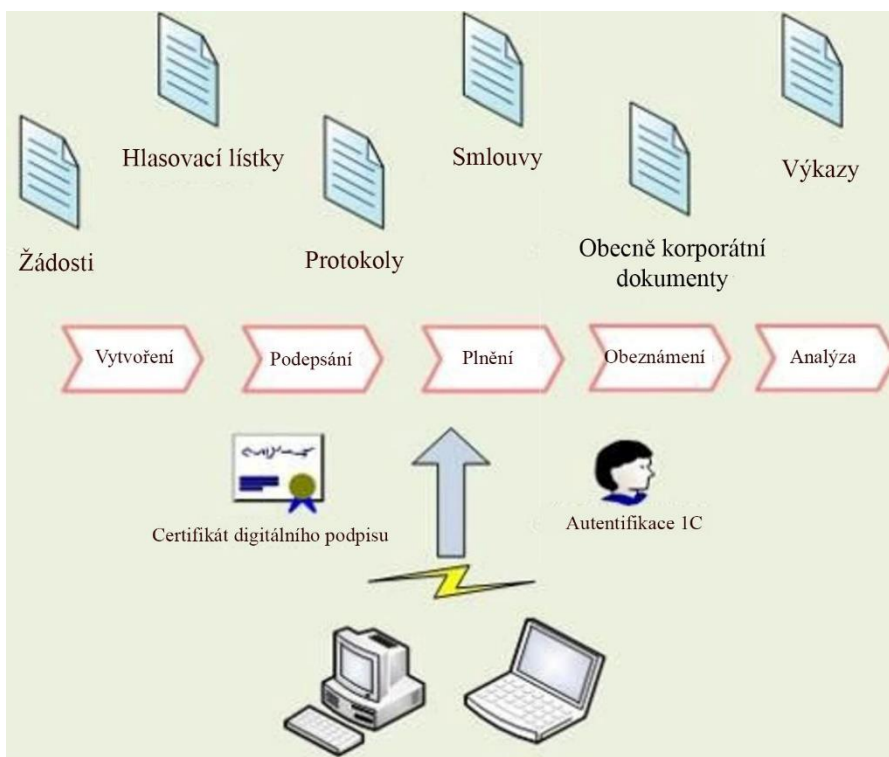 Hlasovací lístky
Smlouvy
Výkazy
Žádosti
Protokoly
Obecně korporátní
dokumenty
Vytvoření
Podepsání
Plnění
Obeznámení
Analýza
Certifikát digitálního podpisu
Autentifikace 1C